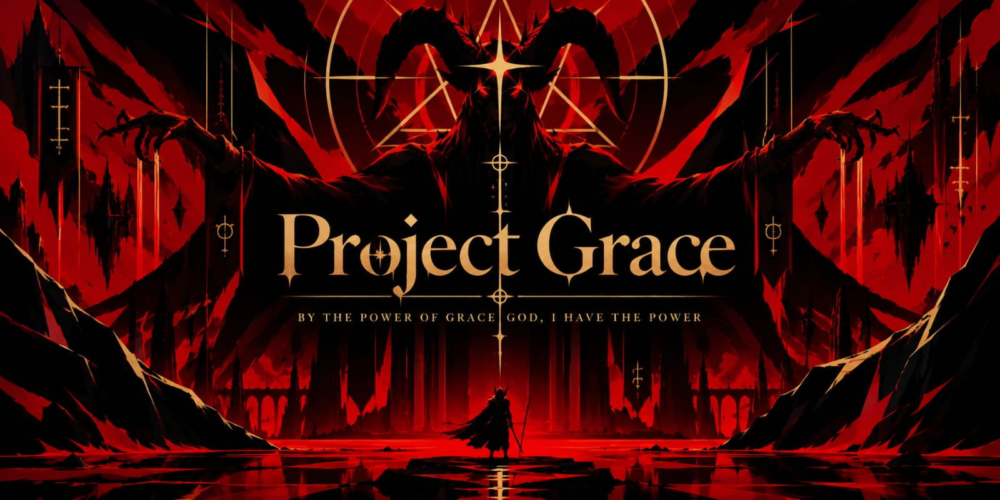 Project Grace
BY THE POWER OF GRACE GOD, I HAVE THE POWER